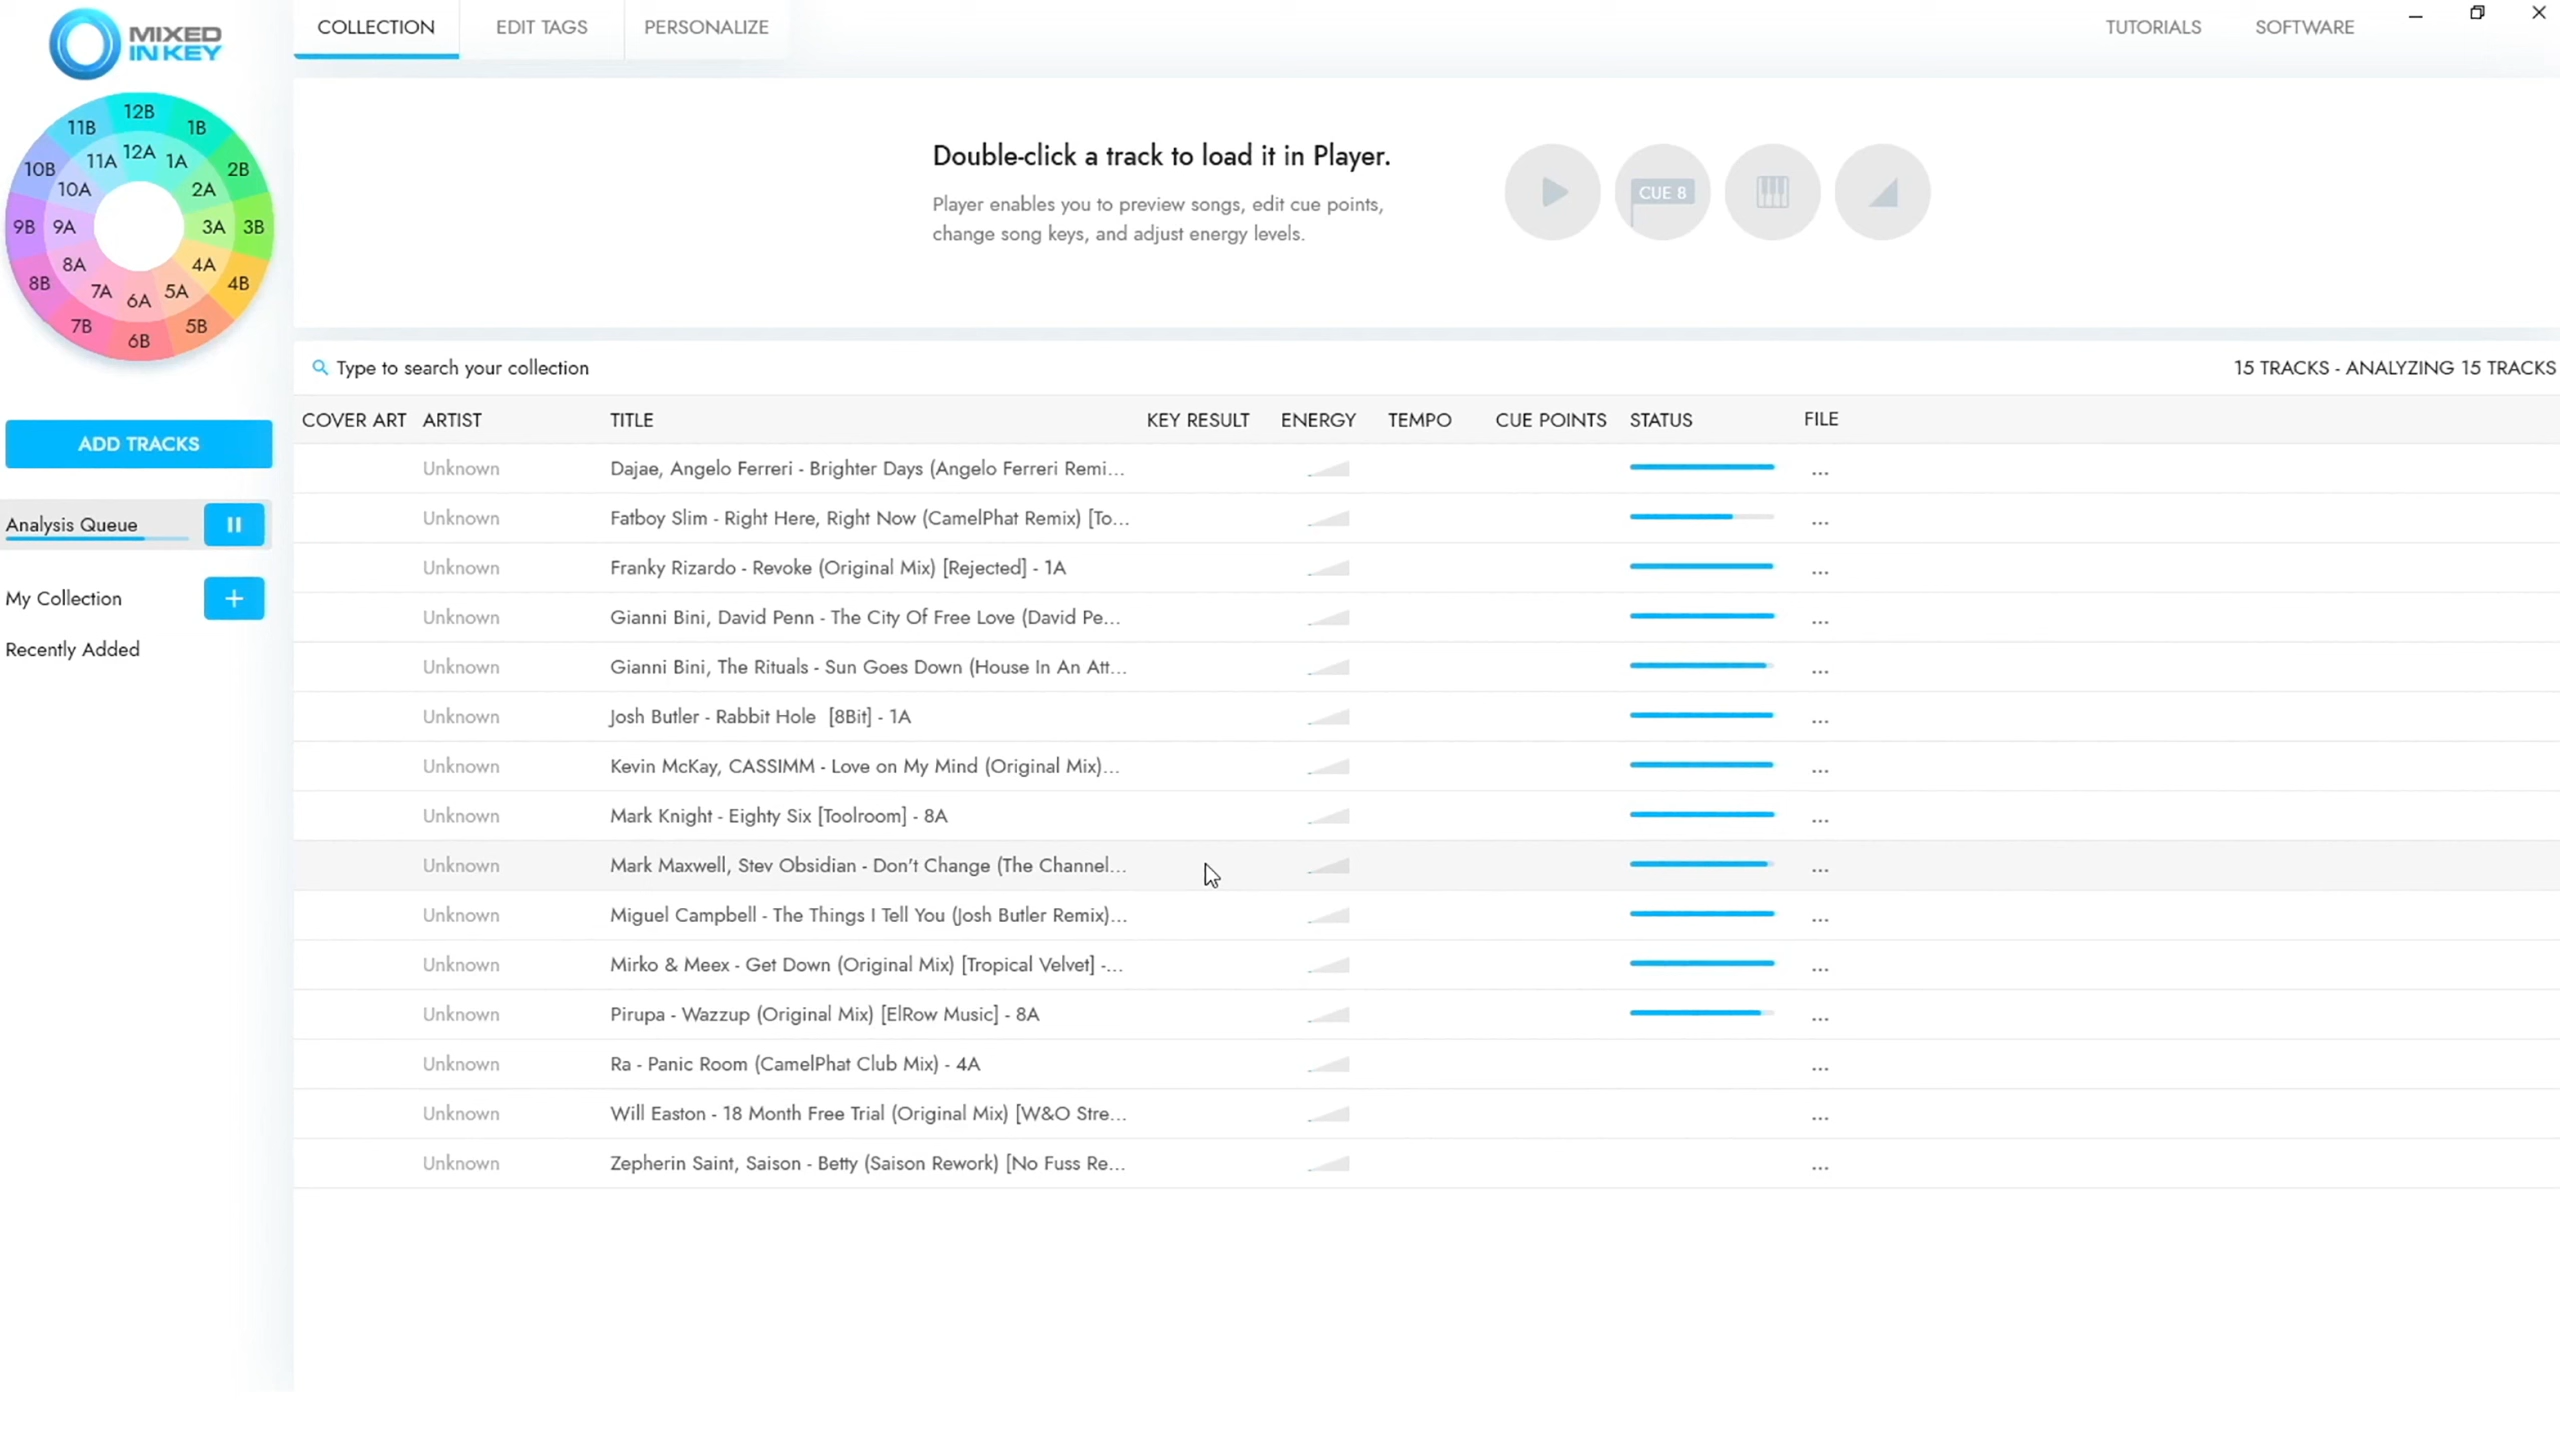 MIXED
IN KEY
COLLECTION
EDIT TAGS
PERSONALIZE
TUTORIALS
SOFTWARE
12B
11B
1B
12A
11A
1A
10B
2B
10A
2A
9B
9A
3A
3B
8A
4A
8B
4B
7A
6A
5A
7B
5B
6B
Double-click a track to load it in Player.
Player enables you to preview songs, edit cue points,
change song keys, and adjust energy levels.
CUE 8
ADD TRACKS
Analysis Queue
My Collection
Recently Added
Type to search your collection
15 TRACKS - ANALYZING 15 TRACKS
COVER ART ARTIST TITLE KEY RESULT ENERGY TEMPO CUE POINTS STATUS FILE
Unknown Dajae, Angelo Ferreri - Brighter Days (Angelo Ferreri Remi... ...
Unknown Fatboy Slim - Right Here, Right Now (CamelPhat Remix) [To... ...
Unknown Franky Rizardo - Revoke (Original Mix) [Rejected] - 1A ...
Unknown Gianni Bini, David Penn - The City Of Free Love (David Pe... ...
Unknown Gianni Bini, The Rituals - Sun Goes Down (House In An Att... ...
Unknown Josh Butler - Rabbit Hole [8Bit] - 1A ...
Unknown Kevin McKay, CASSIMM - Love on My Mind (Original Mix)... ...
Unknown Mark Knight - Eighty Six [Toolroom] - 8A ...
Unknown Mark Maxwell, Stev Obsidian - Don't Change (The Channel... ...
Unknown Miguel Campbell - The Things I Tell You (Josh Butler Remix)... ...
Unknown Mirko & Meex - Get Down (Original Mix) [Tropical Velvet] -... ...
Unknown Pirupa - Wazzup (Original Mix) [ElRow Music] - 8A ...
Unknown Ra - Panic Room (CamelPhat Club Mix) - 4A ...
Unknown Will Easton - 18 Month Free Trial (Original Mix) [W&O Stre... ...
Unknown Zepherin Saint, Saison - Betty (Saison Rework) [No Fuss Re... ...